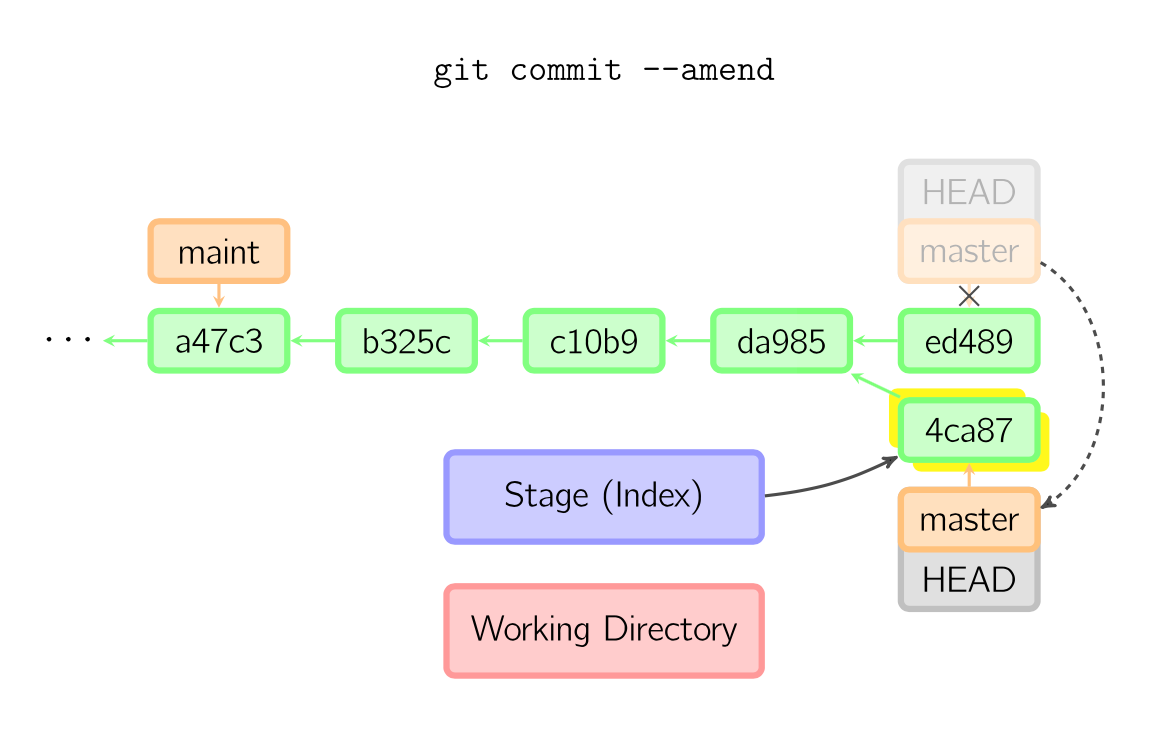 git commit --amend
HEAD
master
maint
... a47c3 b325c c10b9 da985 ed489
4ca87
Stage (Index)
master
HEAD
Working Directory